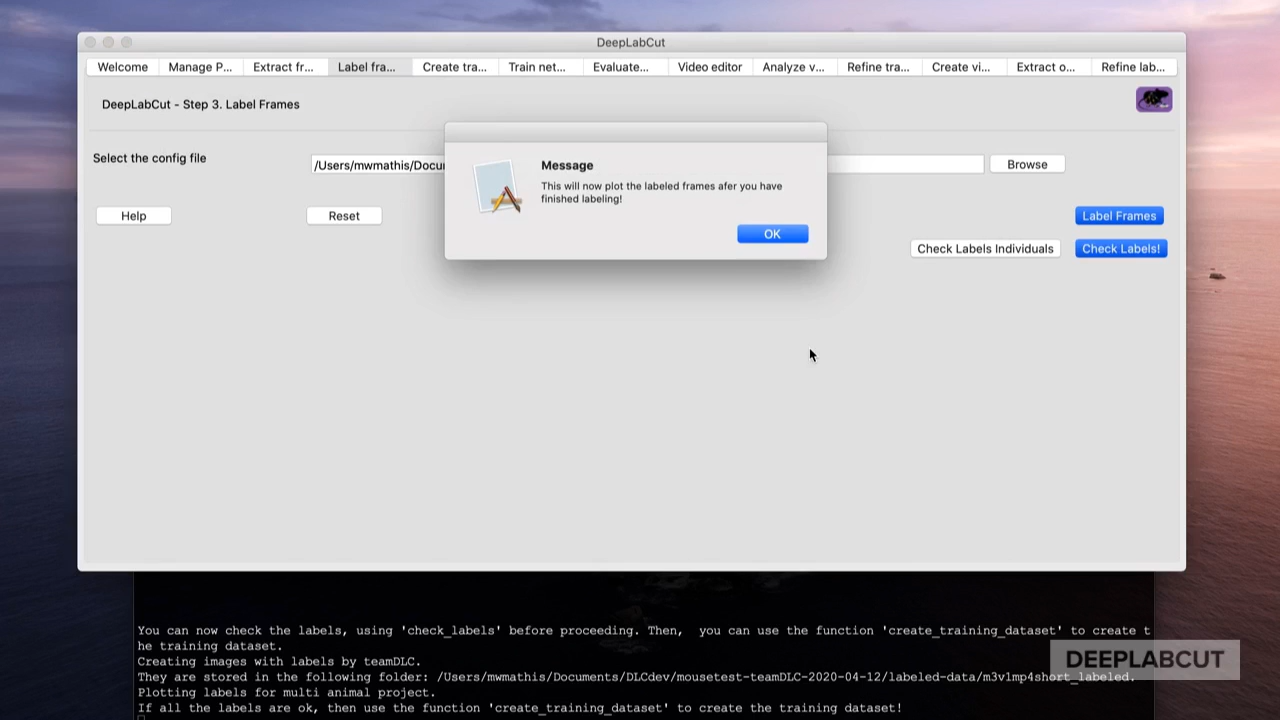 DeepLabCut
Welcome Manage P... Extract fr... Label fra... Create tra... Train net... Evaluate... Video editor Analyze v... Refine tra... Create vi... Extract o... Refine lab...
DeepLabCut - Step 3. Label Frames
Select the config file
/Users/mwmathis/Docu
Browse
Message
This will now plot the labeled frames afer you have
finished labeling!
OK
Help Reset Label Frames
Check Labels Individuals Check Labels!
You can now check the labels, using 'check_labels' before proceeding. Then,  you can use the function 'create_training_dataset' to create t
he training dataset.
Creating images with labels by teamDLC.
They are stored in the following folder: /Users/mwmathis/Documents/DLCdev/mousetest-teamDLC-2020-04-12/labeled-data/m3v1mp4short_labeled.
Plotting labels for multi animal project.
If all the labels are ok, then use the function 'create_training_dataset' to create the training dataset!
DEEPLABCUT